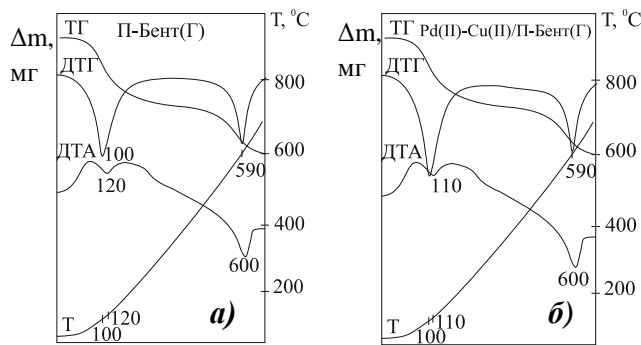 Δm,
мг
ТГ
П-Бент(Г)
ДТГ
ДТА
100
120
590
600
Т
120
100
а)
T, °C
800
600
400
200
Δm,
мг
ТГ
Pd(II)-Cu(II)/П-Бент(Г)
ДТГ
ДТА
110
590
600
Т
110
100
б)
T, °C
800
600
400
200